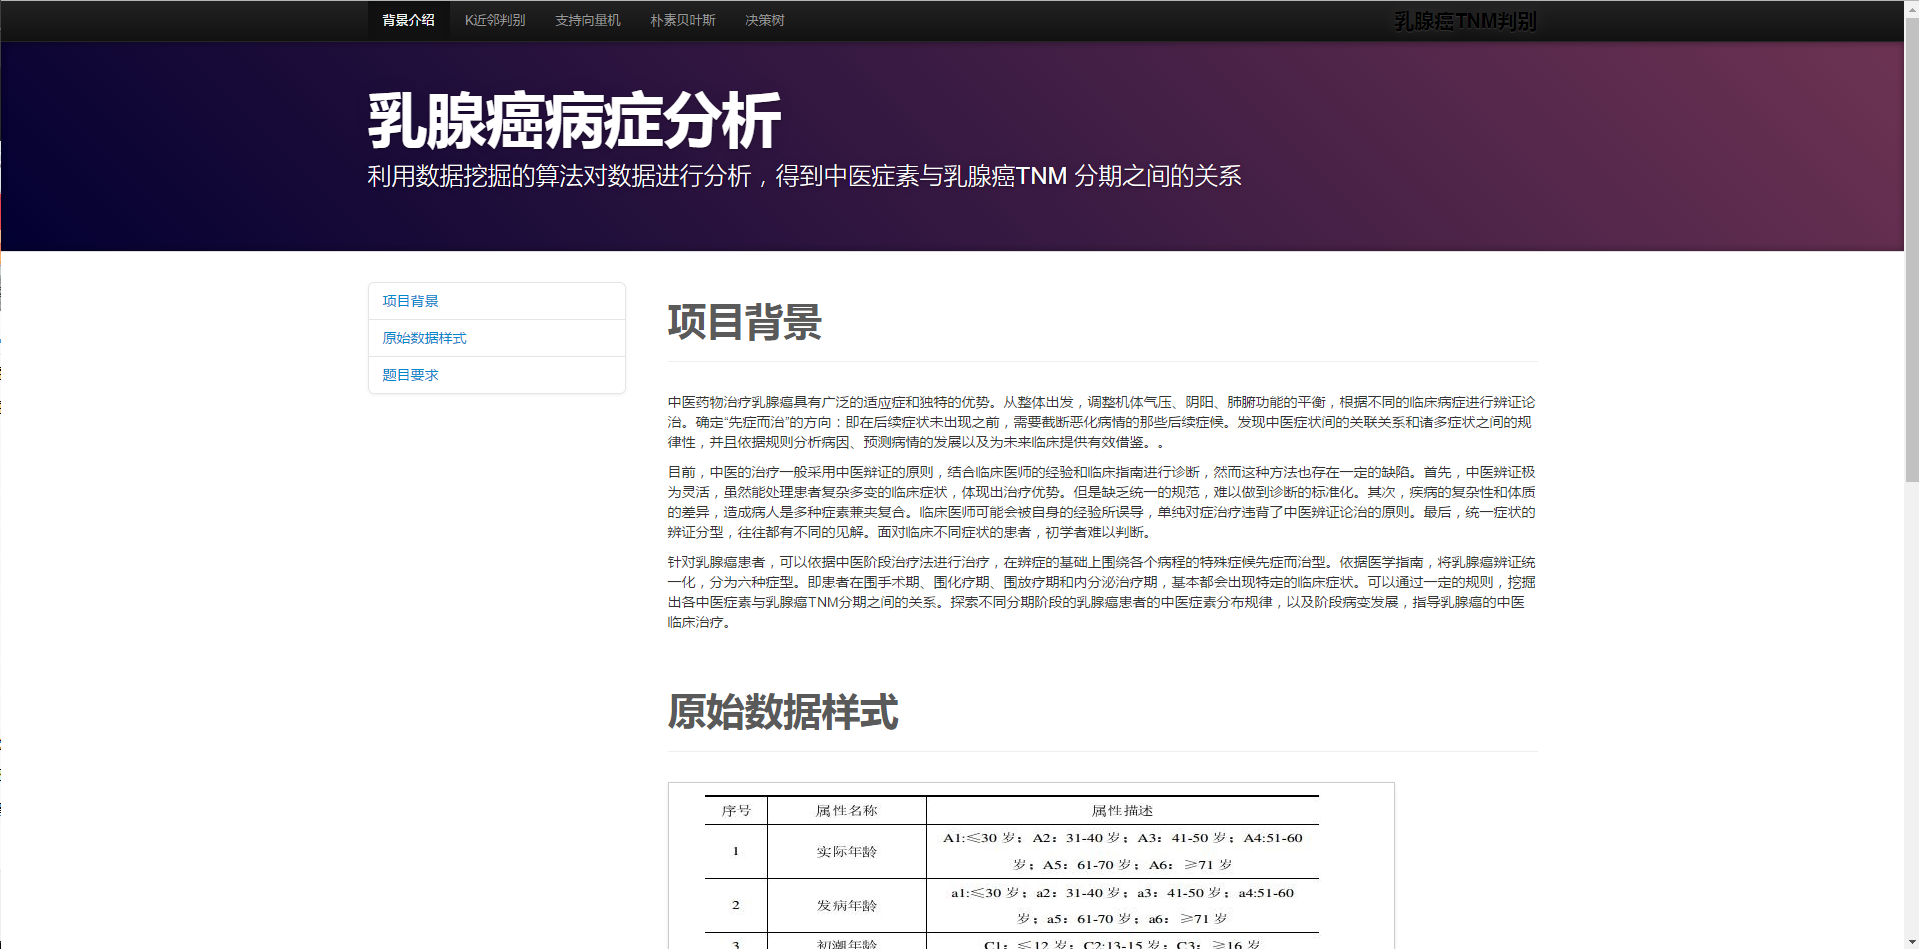 背景介绍 K近邻判别 支持向量机 朴素贝叶斯 决策树 乳腺癌TNM判别
乳腺癌病症分析
利用数据挖掘的算法对数据进行分析，得到中医症素与乳腺癌TNM 分期之间的关系
项目背景
原始数据样式
题目要求
项目背景
中医药物治疗乳腺癌具有广泛的适应症和独特的优势。从整体出发，调整机体气压、阴阳、肺腑功能的平衡，根据不同的临床病症进行辨证论
治。确定“先症而治”的方向：即在后续症状未出现之前，需要截断恶化病情的那些后续症候。发现中医症状间的关联关系和诸多症状之间的规
律性，并且依据规则分析病因、预测病情的发展以及为未来临床提供有效借鉴。。
目前，中医的治疗一般采用中医辩证的原则，结合临床医师的经验和临床指南进行诊断，然而这种方法也存在一定的缺陷。首先，中医辨证极
为灵活，虽然能处理患者复杂多变的临床症状，体现出治疗优势。但是缺乏统一的规范，难以做到诊断的标准化。其次，疾病的复杂性和体质
的差异，造成病人是多种症素兼夹复合。临床医师可能会被自身的经验所误导，单纯对症治疗违背了中医辨证论治的原则。最后，统一症状的
辨证分型，往往都有不同的见解。面对临床不同症状的患者，初学者难以判断。
针对乳腺癌患者，可以依据中医阶段治疗法进行治疗，在辨症的基础上围绕各个病程的特殊症候先症而治型。依据医学指南，将乳腺癌辨证统
一化，分为六种症型。即患者在围手术期、围化疗期、围放疗期和内分泌治疗期，基本都会出现特定的临床症状。可以通过一定的规则，挖掘
出各中医症素与乳腺癌TNM分期之间的关系。探索不同分期阶段的乳腺癌患者的中医症素分布规律，以及阶段病变发展，指导乳腺癌的中医
临床治疗。
原始数据样式
序号 属性名称 属性描述
1 实际年龄 A1:≤30 岁；A2：31-40 岁；A3：41-50 岁；A4:51-60
岁；A5：61-70 岁；A6：≥71 岁
2 发病年龄 a1:≤30 岁；a2：31-40 岁；a3：41-50 岁；a4:51-60
岁；a5：61-70 岁；a6：≥71 岁
3 初潮年龄 C1：≤12 岁；C2:13-15 岁；C3：≥16 岁